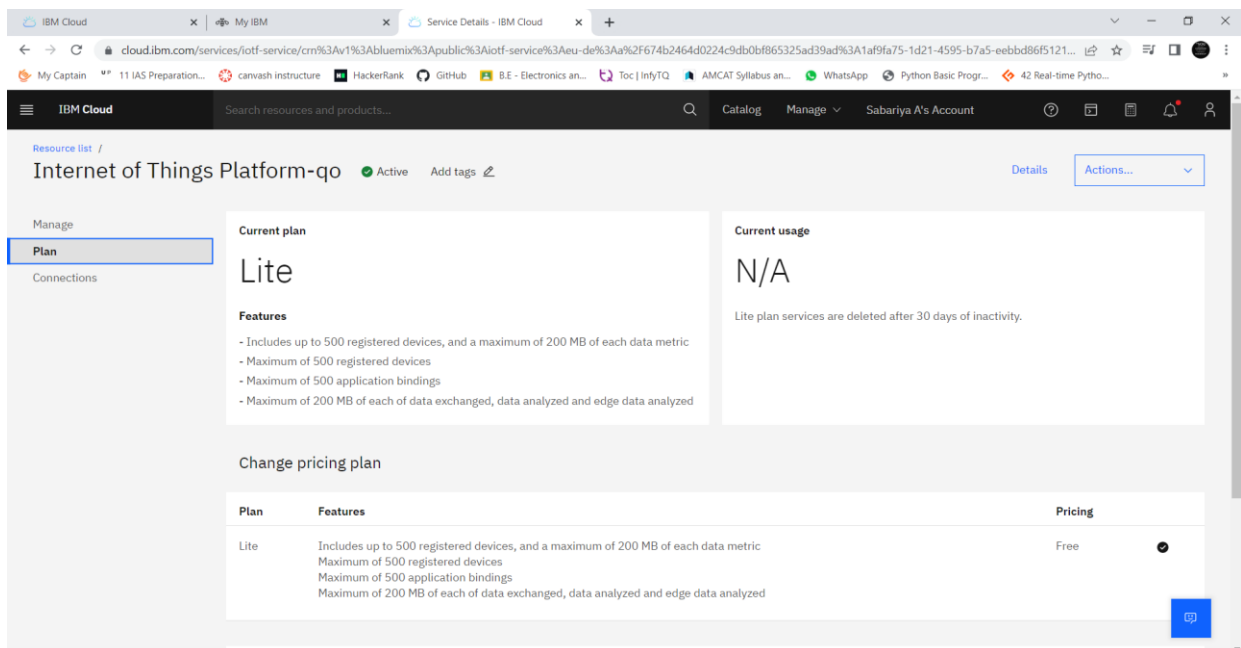 IBM Cloud
My IBM
Service Details - IBM Cloud
cloud.ibm.com/services/iotf-service/crn%3Av1%3Abluemix%3Apublic%3Aiotf-service%3Aeu-de%3Aa%2F674b2464d0224c9db0bf865325ad39ad%3A1af9fa75-1d21-4595-b7a5-eebbd86f5121...
My Captain
UP 11 IAS Preparation...
canvash instructure
HackerRank
GitHub
B.E - Electronics an...
Toc | InfyTQ
AMCAT Syllabus an...
WhatsApp
Python Basic Progr...
42 Real-time Pytho...
IBM Cloud
Search resources and products...
Catalog
Manage
Sabariya A's Account
Resource list /
Internet of Things Platform-qo
Active
Add tags
Details
Actions...
Manage
Plan
Connections
Current plan
Lite
Features
- Includes up to 500 registered devices, and a maximum of 200 MB of each data metric
- Maximum of 500 registered devices
- Maximum of 500 application bindings
- Maximum of 200 MB of each of data exchanged, data analyzed and edge data analyzed
Current usage
N/A
Lite plan services are deleted after 30 days of inactivity.
Change pricing plan
Plan Features Pricing
Lite Includes up to 500 registered devices, and a maximum of 200 MB of each data metric Free
Maximum of 500 registered devices
Maximum of 500 application bindings
Maximum of 200 MB of each of data exchanged, data analyzed and edge data analyzed